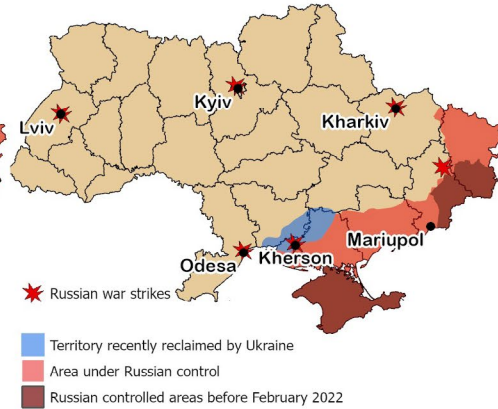 Kyiv
Lviv
Kharkiv
Mariupol
Odesa
Kherson
Russian war strikes
Territory recently reclaimed by Ukraine
Area under Russian control
Russian controlled areas before February 2022